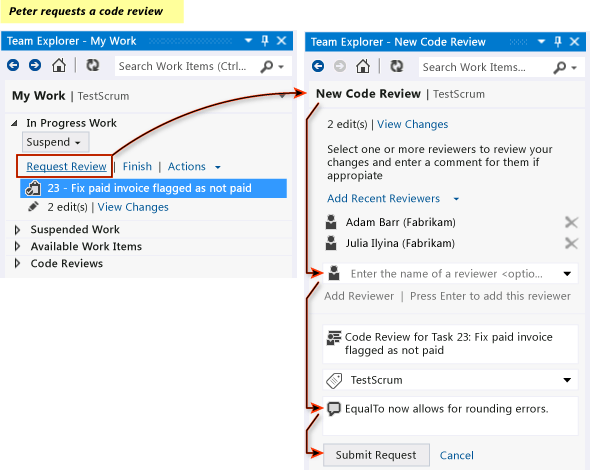 Peter requests a code review
Team Explorer - My Work
Search Work Items (Ctrl...
My Work | TestScrum
In Progress Work
Suspend
Request Review | Finish | Actions
23 - Fix paid invoice flagged as not paid
2 edit(s) | View Changes
Suspended Work
Available Work Items
Code Reviews
Team Explorer - New Code Review
Search Work Items...
New Code Review | TestScrum
2 edit(s) | View Changes
Select one or more reviewers to review your
changes and enter a comment for them if
appropiate
Add Recent Reviewers
Adam Barr (Fabrikam)
Julia Ilyina (Fabrikam)
Enter the name of a reviewer <optio...
Add Reviewer | Press Enter to add this reviewer
Code Review for Task 23: Fix paid invoice
flagged as not paid
TestScrum
EqualTo now allows for rounding errors.
Submit Request Cancel